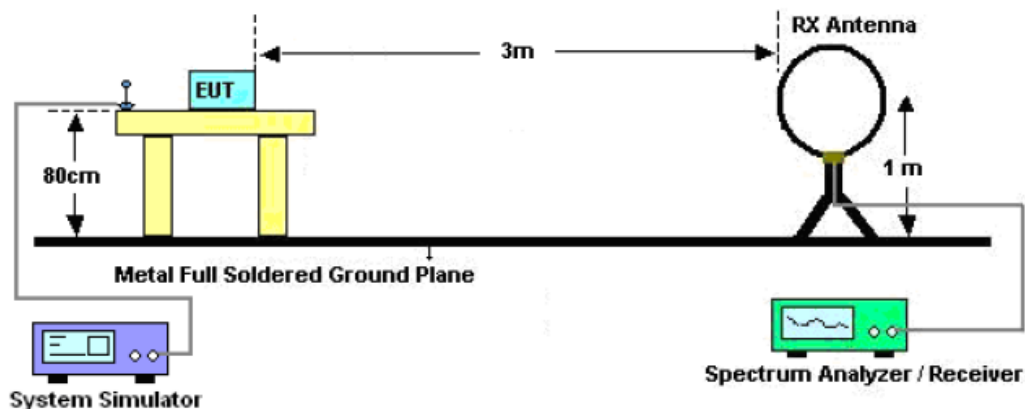 RX Antenna
3m
EUT
80cm
1 m
Metal Full Soldered Ground Plane
System Simulator
Spectrum Analyzer / Receiver